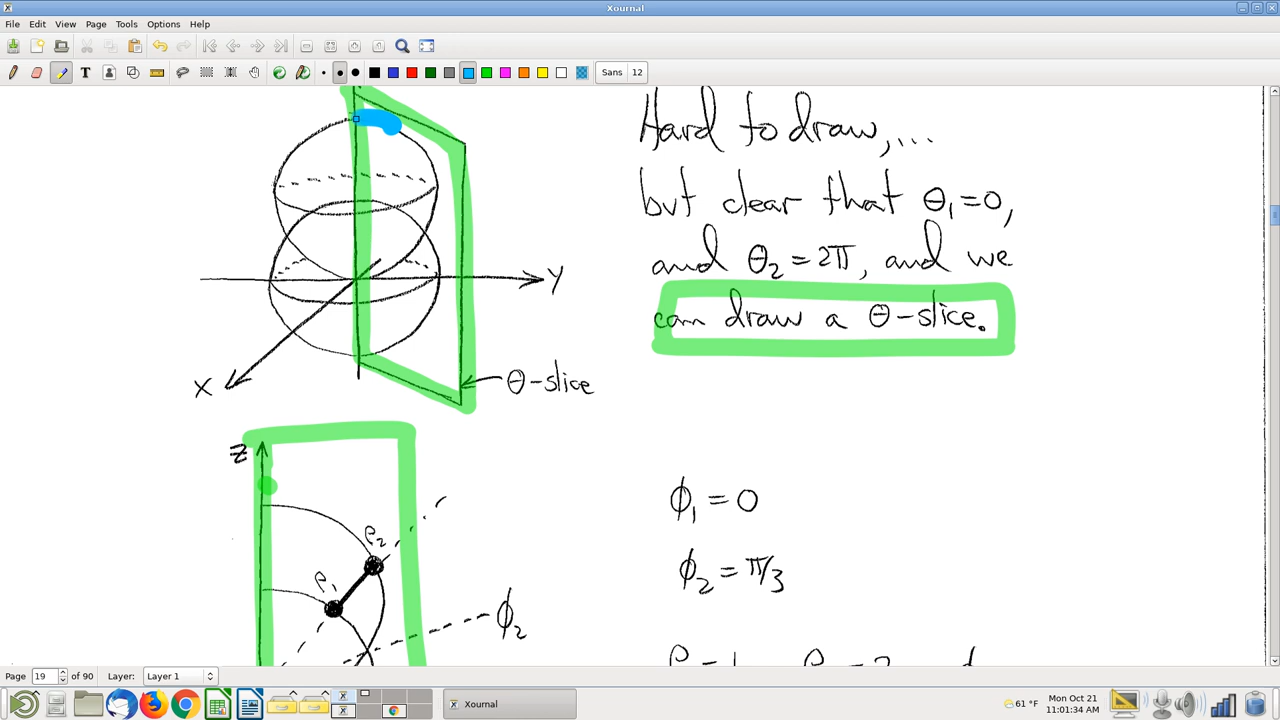 Xournal
File Edit View Page Tools Options Help
Sans 12
Hard to draw,...
but clear that θ₁=0,
and θ₂=2π, and we
can draw a θ-slice.
Y
X
θ-slice
Z
ρ₂
ρ₁
ϕ₂
ϕ₁ = 0
ϕ₂ = π/3
Page 19 of 90 Layer: Layer 1
Xournal
61 °F
Mon Oct 21
11:01:34 AM